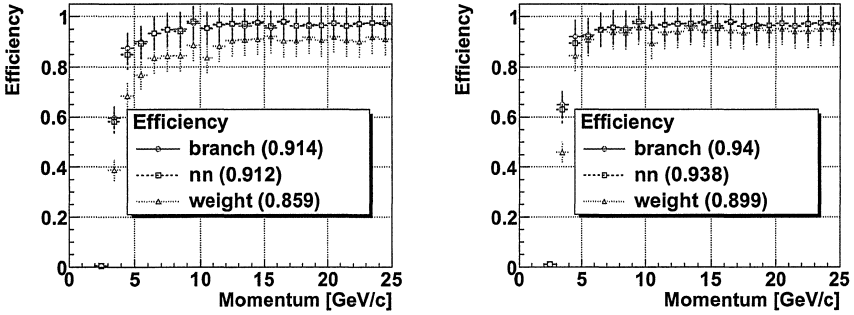 Efficiency
1
0.8
0.6
0.4
0.2
0
Efficiency
branch (0.914)
nn (0.912)
weight (0.859)
0 5 10 15 20 25
Momentum [GeV/c]
Efficiency
1
0.8
0.6
0.4
0.2
0
Efficiency
branch (0.94)
nn (0.938)
weight (0.899)
0 5 10 15 20 25
Momentum [GeV/c]